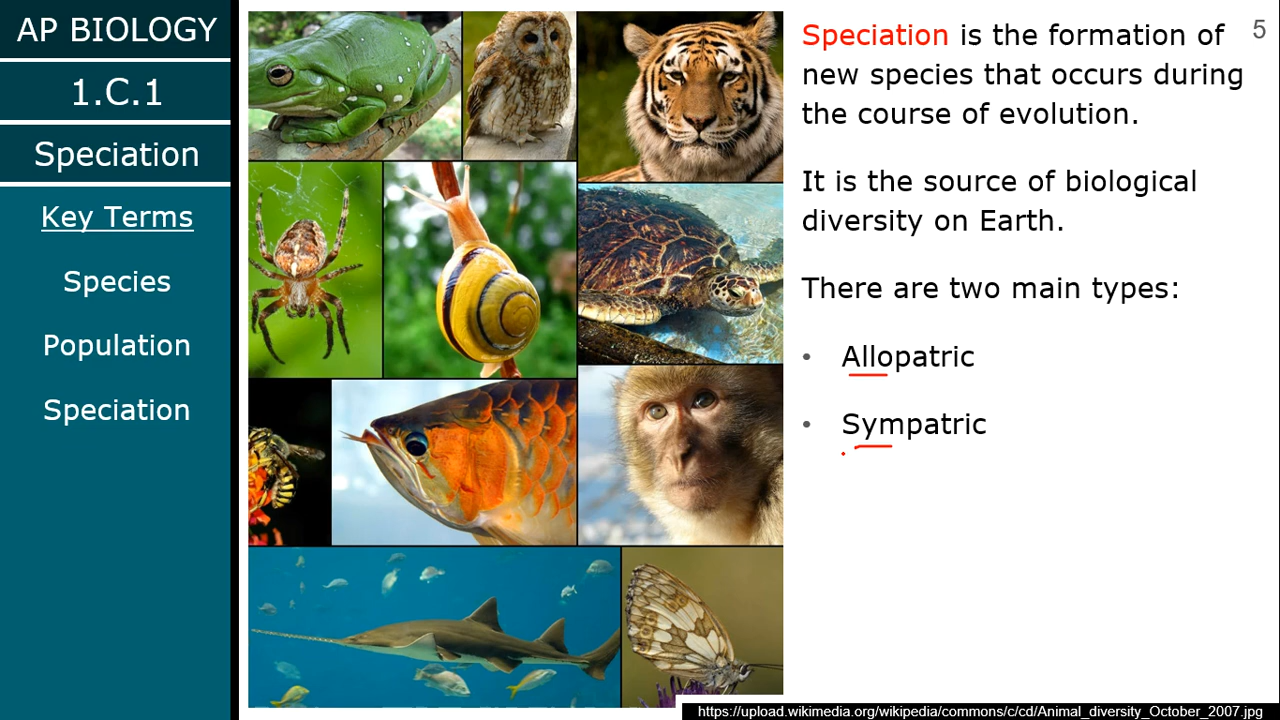 AP BIOLOGY
1.C.1
Speciation
Key Terms
Species
Population
Speciation
Speciation is the formation of
new species that occurs during
the course of evolution.
It is the source of biological
diversity on Earth.
There are two main types:
• Allopatric
• Sympatric
5
https://upload.wikimedia.org/wikipedia/commons/c/cd/Animal_diversity_October_2007.jpg